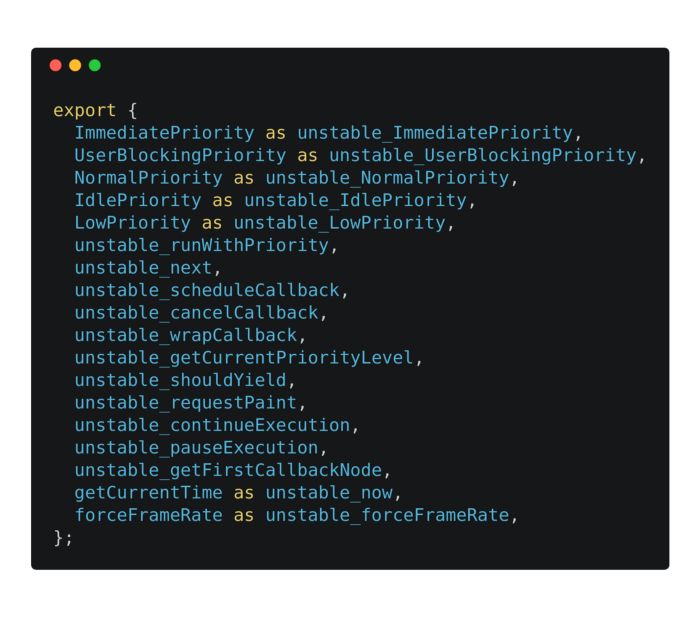 export {
  ImmediatePriority as unstable_ImmediatePriority,
  UserBlockingPriority as unstable_UserBlockingPriority,
  NormalPriority as unstable_NormalPriority,
  IdlePriority as unstable_IdlePriority,
  LowPriority as unstable_LowPriority,
  unstable_runWithPriority,
  unstable_next,
  unstable_scheduleCallback,
  unstable_cancelCallback,
  unstable_wrapCallback,
  unstable_getCurrentPriorityLevel,
  unstable_shouldYield,
  unstable_requestPaint,
  unstable_continueExecution,
  unstable_pauseExecution,
  unstable_getFirstCallbackNode,
  getCurrentTime as unstable_now,
  forceFrameRate as unstable_forceFrameRate,
};